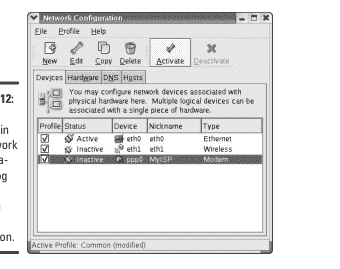 Network Configuration
File Profile Help
New Edit Copy Delete Activate Deactivate
Devices Hardware DNS Hosts
You may configure network devices associated with
physical hardware here. Multiple logical devices can be
associated with a single piece of hardware.
Profile Status Device Nickname Type
Active eth0 eth0 Ethernet
Inactive eth1 eth1 Wireless
Inactive ppp0 MyISP Modem
Active Profile: Common (modified)
12:
in
work
a-
og
on.